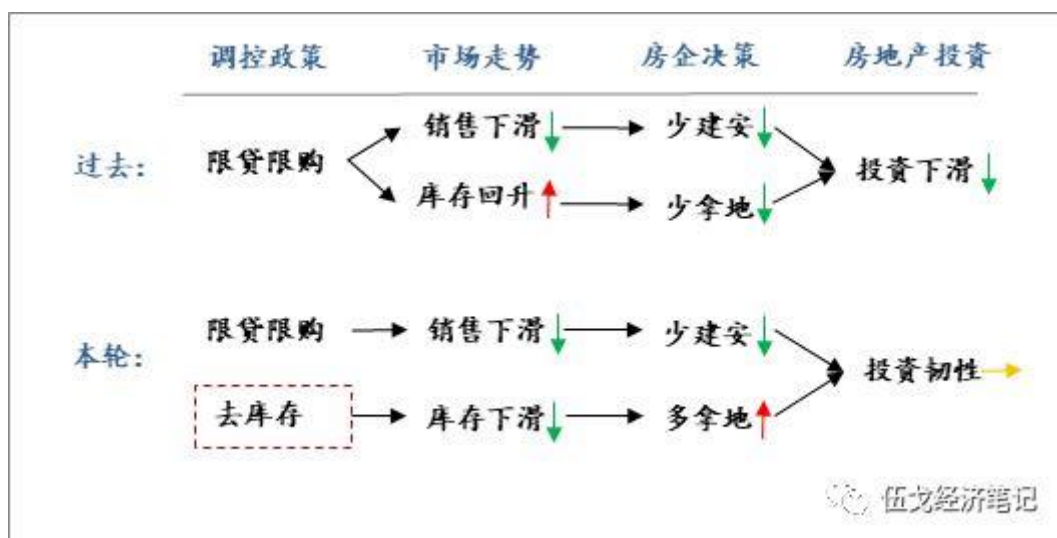 调控政策 市场走势 房企决策 房地产投资
销售下滑 少建安
过去： 限贷限购 投资下滑
库存回升 少拿地
限贷限购 销售下滑 少建安
本轮： 投资韧性
去库存 库存下滑 多拿地
伍戈经济笔记